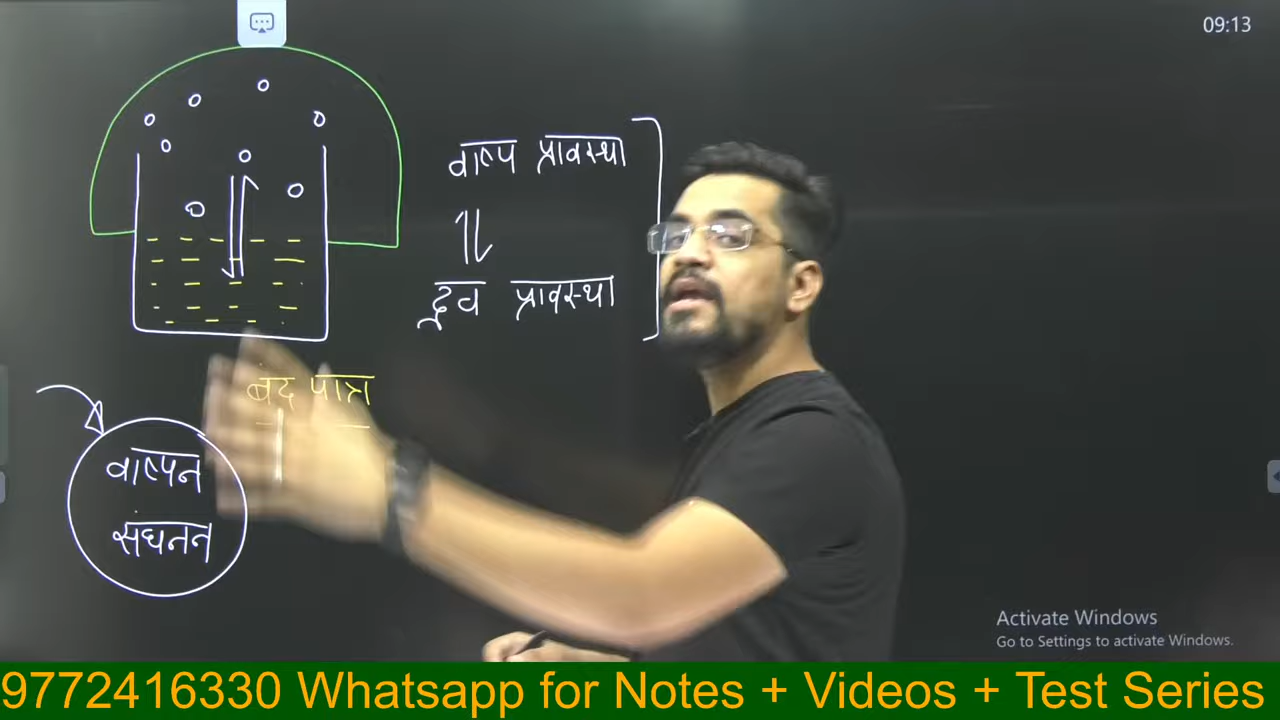 09:13
वाष्प प्रावस्था
⇌
द्रव प्रावस्था
बंद पात्र
वाष्पन
संघनन
Activate Windows
Go to Settings to activate Windows.
9772416330 Whatsapp for Notes + Videos + Test Series